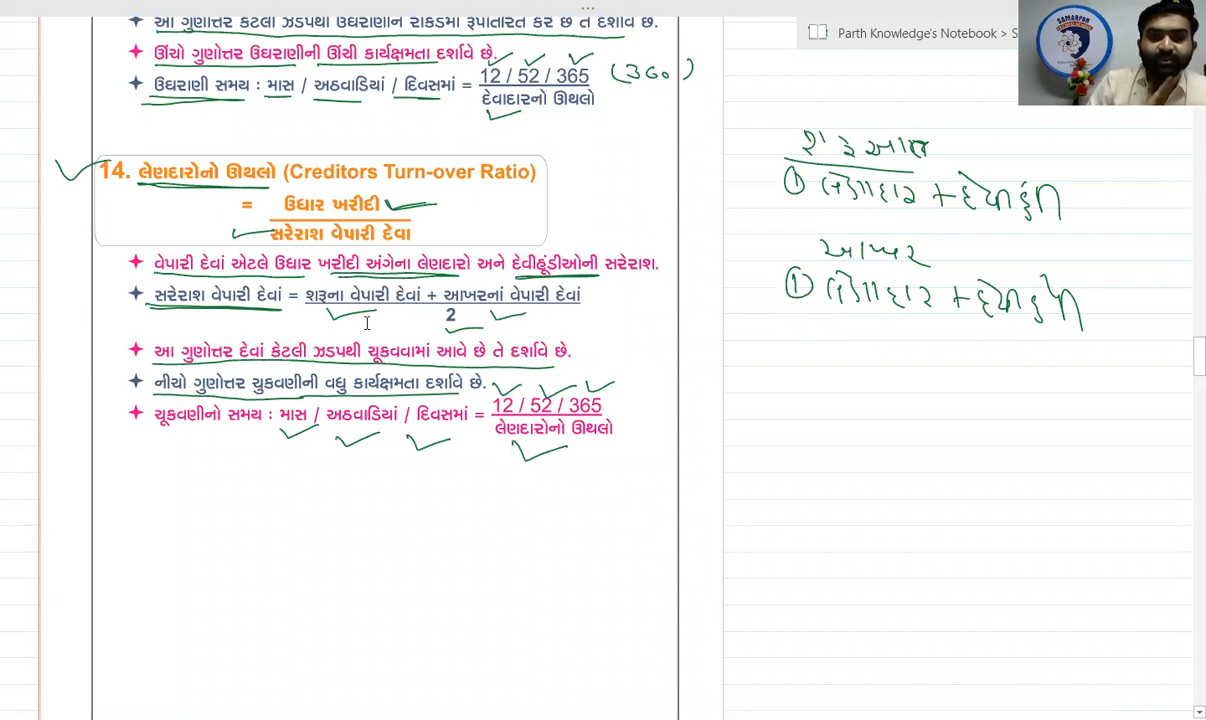 આ ગુણોત્તર કેટલી ઝડપથી ઉઘરાણીને રોકડમાં રૂપાંતરિત કરે છે તે દર્શાવે છે.
Parth Knowledge's Notebook > S
SAMARPAN
ઊંચો ગુણોત્તર ઉઘરાણીની ઊંચી કાર્યક્ષમતા દર્શાવે છે.
ઉઘરાણી સમય : માસ / અઠવાડિયાં / દિવસમાં = 12 / 52 / 365 (360)
દેવાદારનો ઊથલો
14. લેણદારોનો ઊથલો (Creditors Turn-over Ratio)
= ઉધાર ખરીદી
સરેરાશ વેપારી દેવા
વેપારી દેવાં એટલે ઉધાર ખરીદી અંગેના લેણદારો અને દેવીહૂંડીઓની સરેરાશ.
સરેરાશ વેપારી દેવાં = શરૂના વેપારી દેવાં + આખરનાં વેપારી દેવાં
2
આ ગુણોત્તર દેવાં કેટલી ઝડપથી ચૂકવવામાં આવે છે તે દર્શાવે છે.
નીચો ગુણોત્તર ચુકવણીની વધુ કાર્યક્ષમતા દર્શાવે છે.
ચૂકવણીનો સમય : માસ / અઠવાડિયાં / દિવસમાં = 12 / 52 / 365
લેણદારોનો ઊથલો
શરૂઆત
① લેણદાર + દેવીહુંડી
આખર
① લેણદાર + દેવીહુંડી